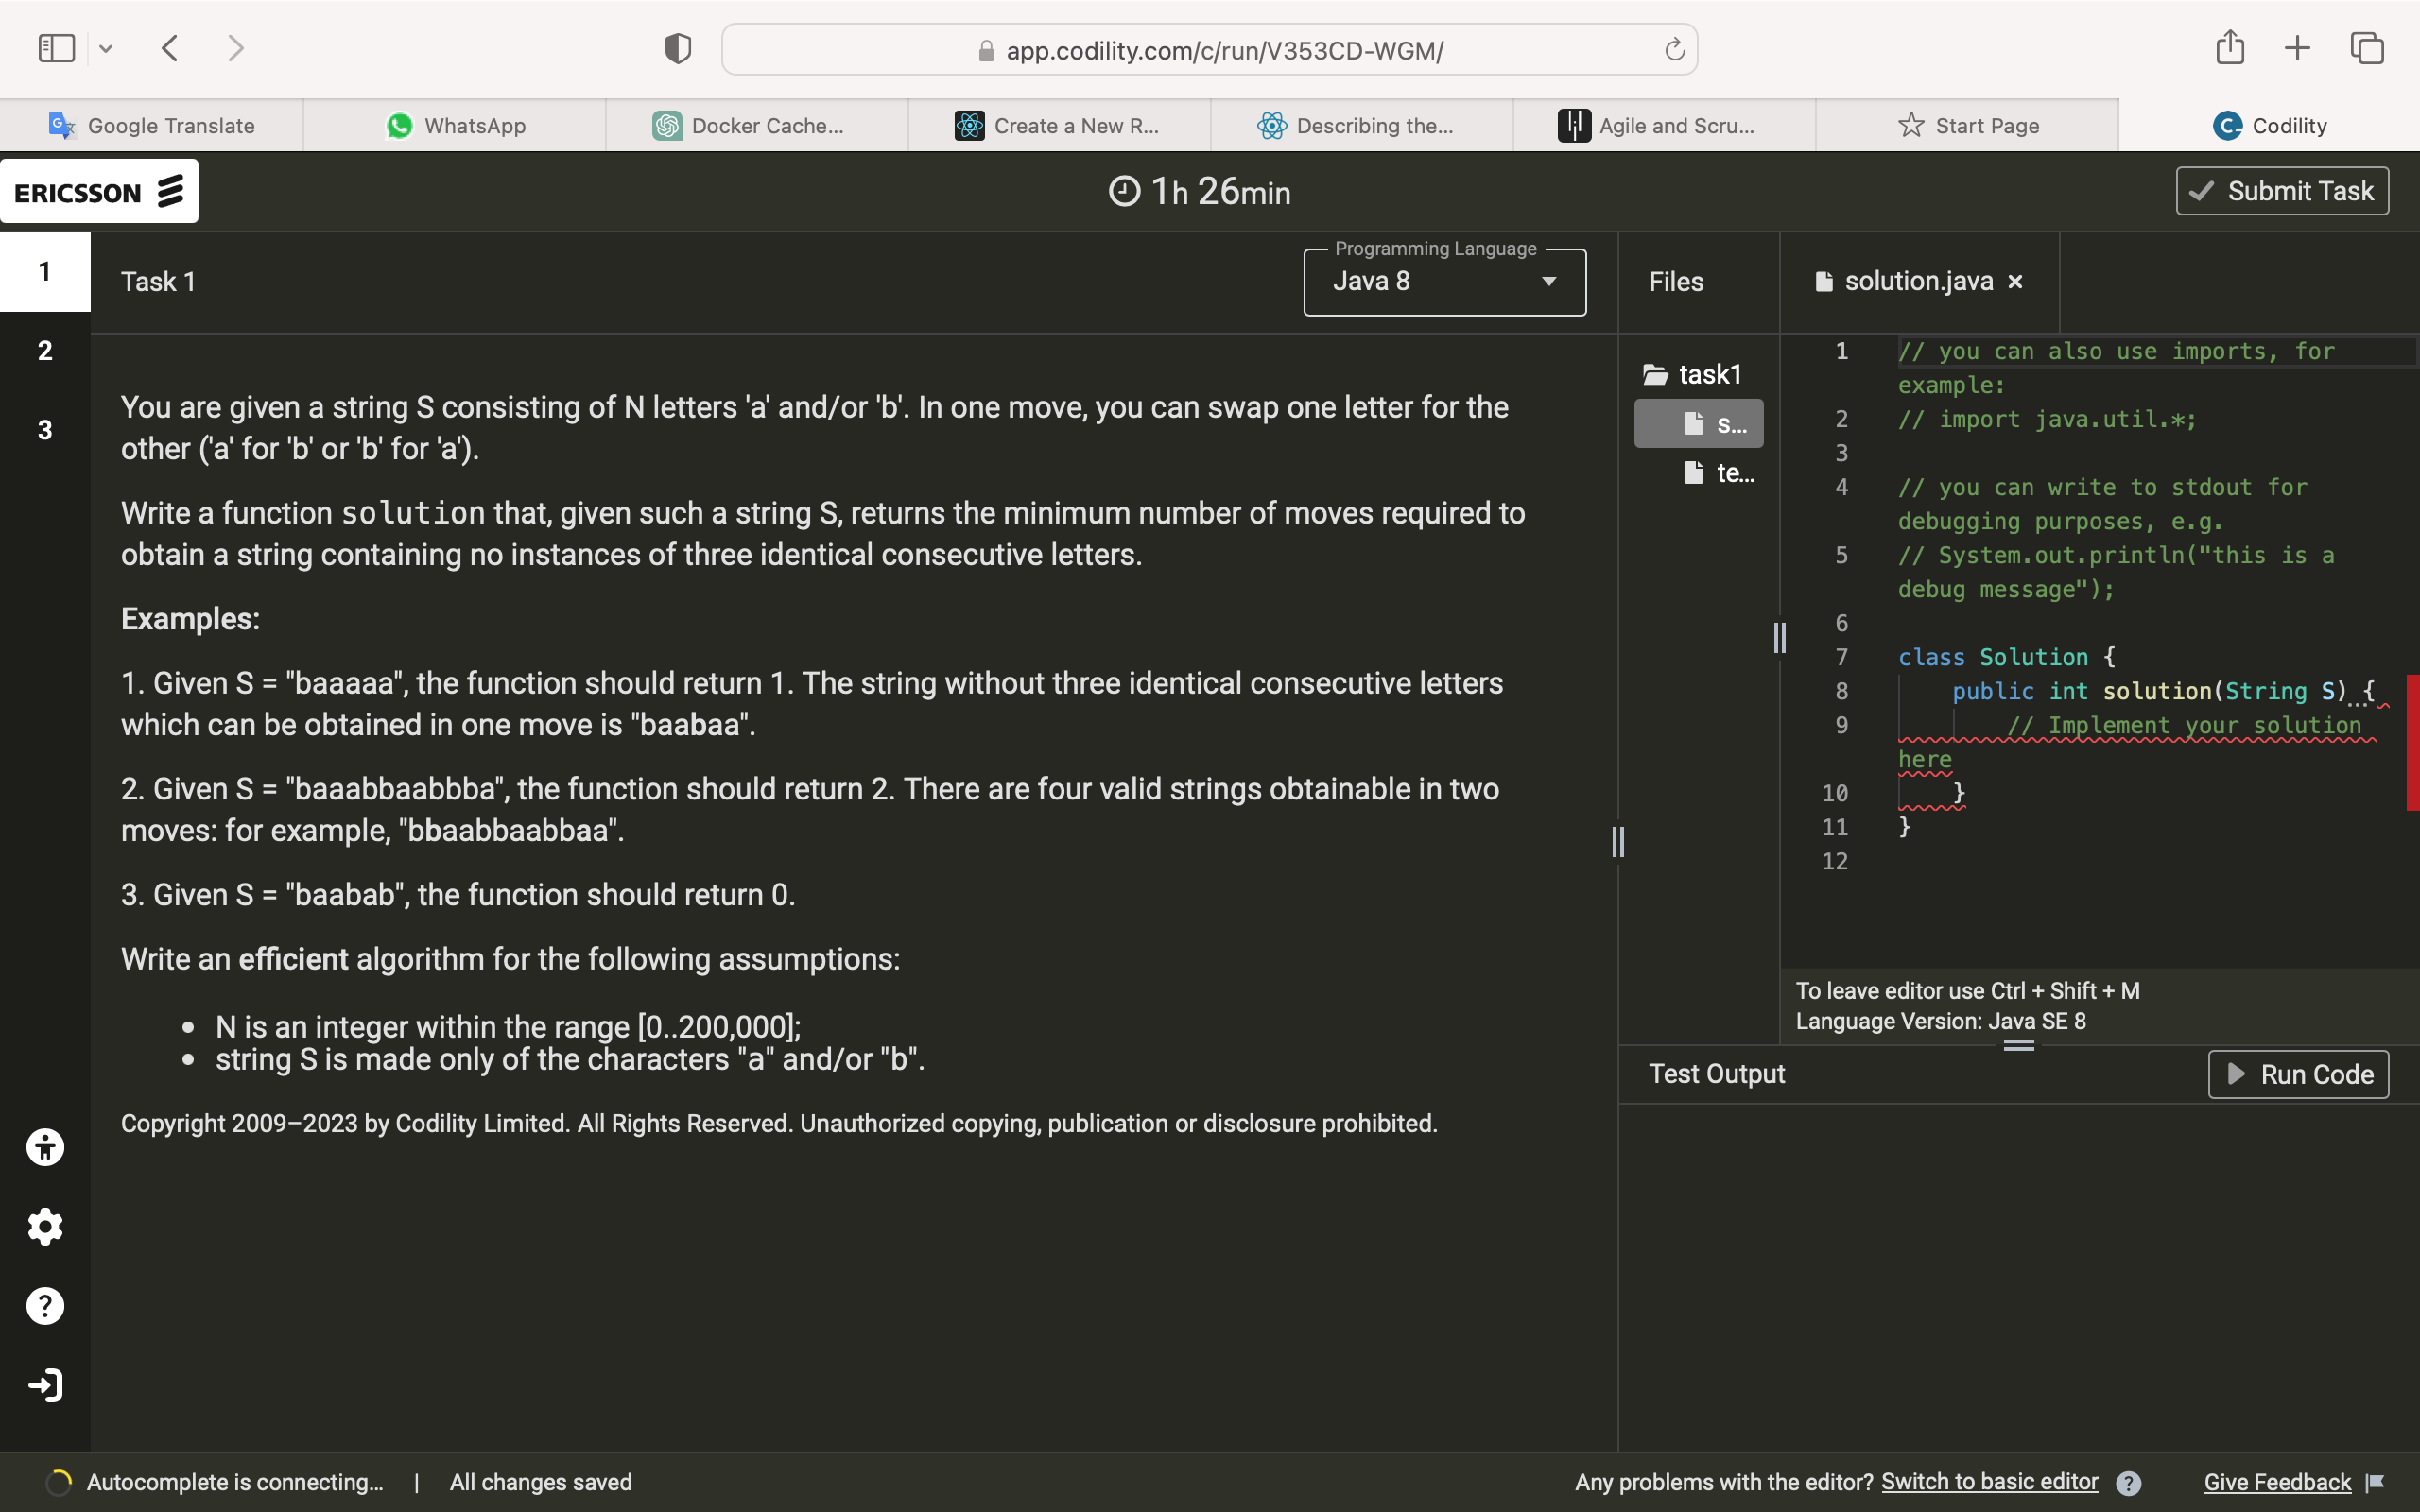 app.codility.com/c/run/V353CD-WGM/
Google Translate
WhatsApp
Docker Cache...
Create a New R...
Describing the...
Agile and Scru...
Start Page
Codility
ERICSSON
1h 26min
Submit Task
1
2
3
Task 1
Programming Language
Java 8
You are given a string S consisting of N letters 'a' and/or 'b'. In one move, you can swap one letter for the
other ('a' for 'b' or 'b' for 'a').
Write a function solution that, given such a string S, returns the minimum number of moves required to
obtain a string containing no instances of three identical consecutive letters.
Examples:
1. Given S = "baaaaa", the function should return 1. The string without three identical consecutive letters
which can be obtained in one move is "baabaa".
2. Given S = "baaabbaabbba", the function should return 2. There are four valid strings obtainable in two
moves: for example, "bbaabbaabbaa".
3. Given S = "baabab", the function should return 0.
Write an efficient algorithm for the following assumptions:
• N is an integer within the range [0..200,000];
• string S is made only of the characters "a" and/or "b".
Copyright 2009–2023 by Codility Limited. All Rights Reserved. Unauthorized copying, publication or disclosure prohibited.
Files
task1
s...
te...
solution.java ×
1 // you can also use imports, for
example:
2 // import java.util.*;
3
4 // you can write to stdout for
debugging purposes, e.g.
5 // System.out.println("this is a
debug message");
6
7 class Solution {
8 public int solution(String S) {
9 // Implement your solution
here
10 }
11 }
12
To leave editor use Ctrl + Shift + M
Language Version: Java SE 8
Test Output
Run Code
Autocomplete is connecting... | All changes saved
Any problems with the editor? Switch to basic editor ?
Give Feedback